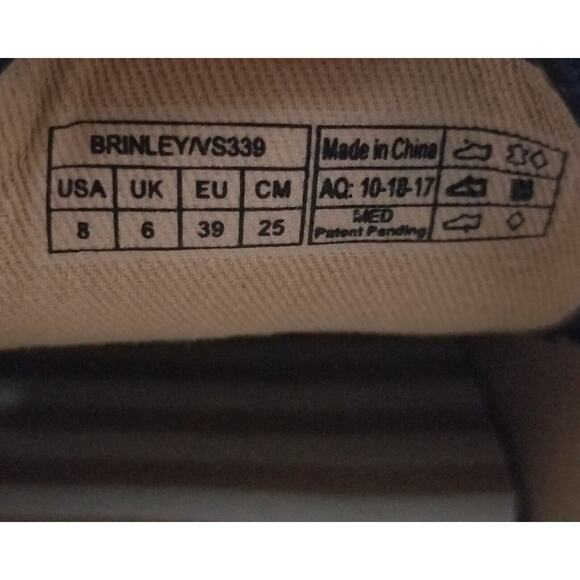 BRINLEY/VS339
USA UK EU CM
8 6 39 25
Made in China
AQ: 10-18-17
MED
Patent Pending